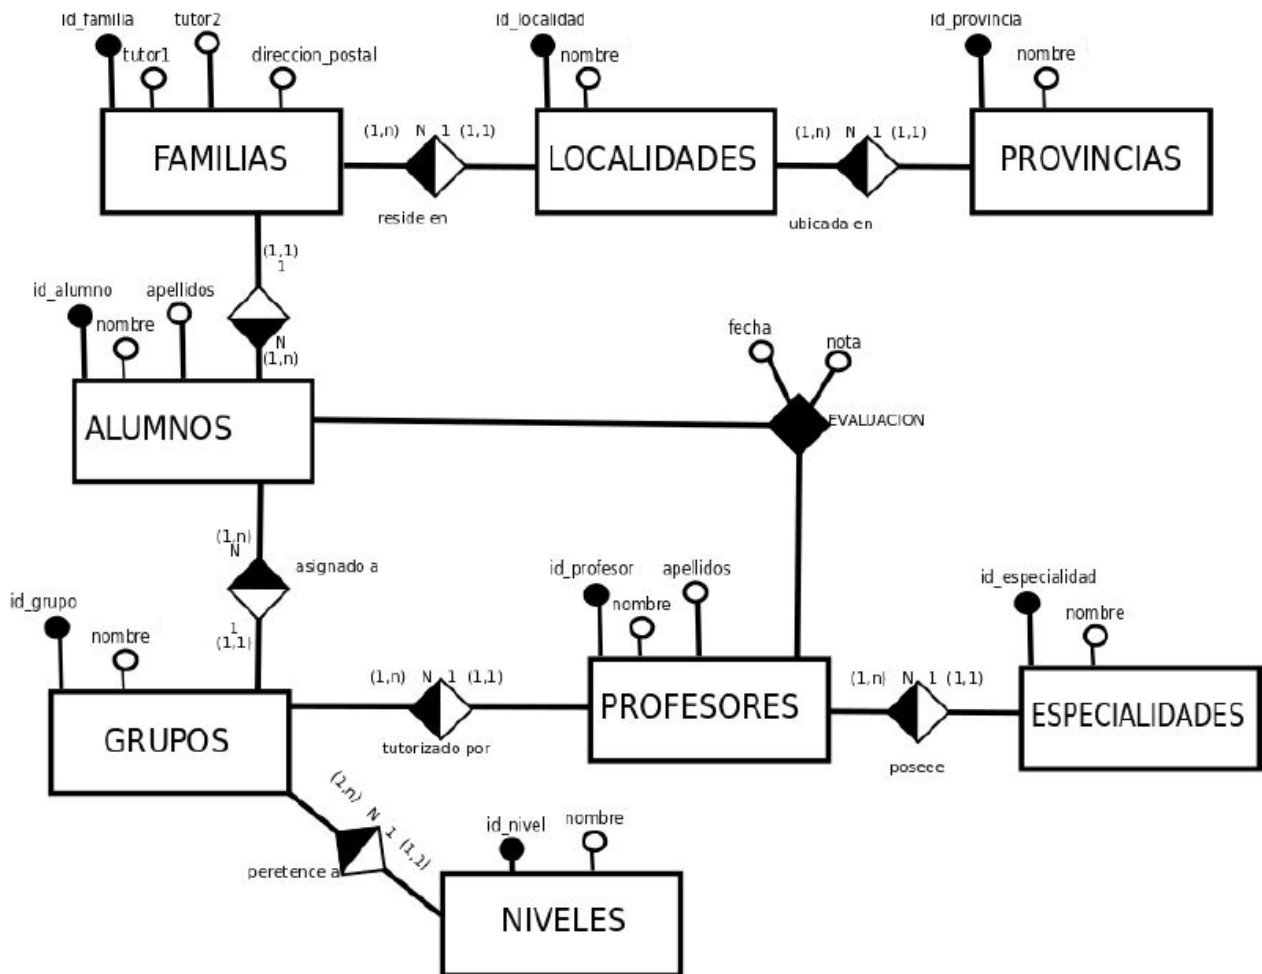 id_familia
tutor2
tutor1
direccion_postal
FAMILIAS
(1,n) N 1 (1,1)
reside en
id_localidad
nombre
LOCALIDADES
(1,n) N 1 (1,1)
ubicada en
id_provincia
nombre
PROVINCIAS
(1,1)
1
N
(1,n)
id_alumno
apellidos
nombre
ALUMNOS
fecha
nota
EVALUACION
(1,n)
N
asignado a
1
(1,1)
id_grupo
nombre
GRUPOS
(1,n) N 1 (1,1)
tutorizado por
id_profesor
apellidos
nombre
PROFESORES
(1,n) N 1 (1,1)
posece
id_especialidad
nombre
ESPECIALIDADES
(1,n) N 1 (1,1)
peretence a
id_nivel
nombre
NIVELES